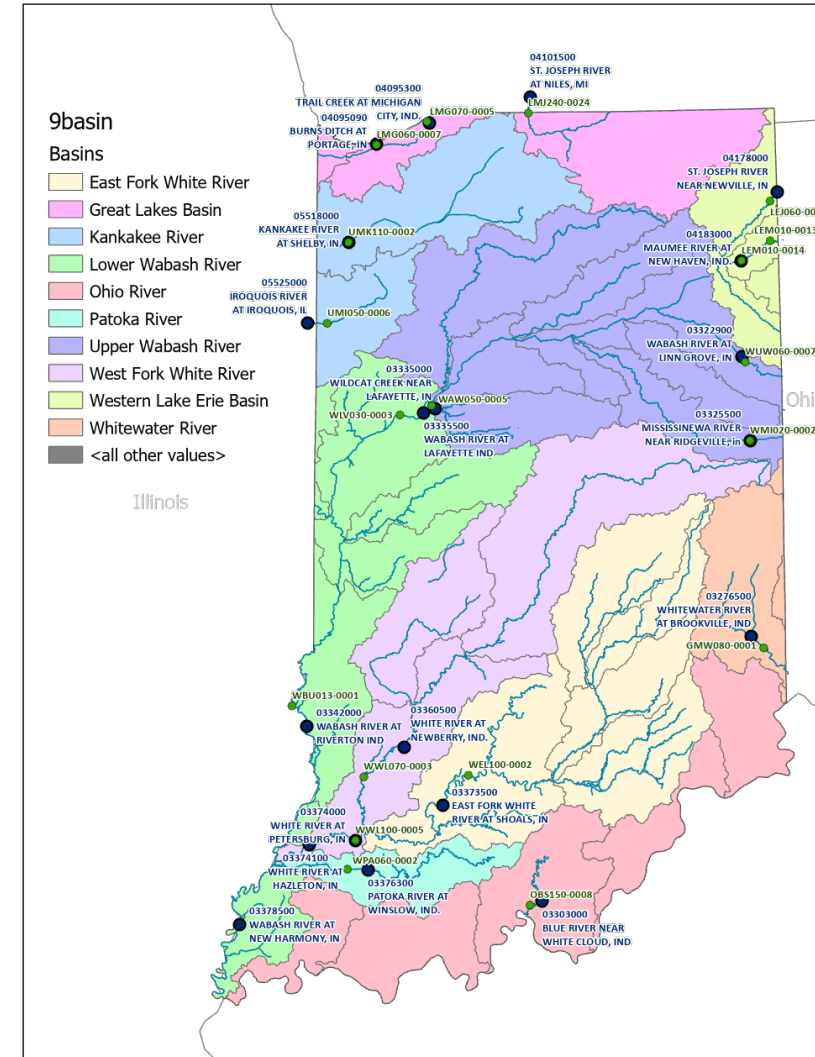 9basin
Basins
East Fork White River
Great Lakes Basin
Kankakee River
Lower Wabash River
Ohio River
Patoka River
Upper Wabash River
West Fork White River
Western Lake Erie Basin
Whitewater River
<all other values>
Illinois
Ohi
04101500
ST. JOSEPH RIVER
AT NILES, MI
LMJ240-0024
04095300
TRAIL CREEK AT MICHIGAN
CITY, IND.
LMG070-0005
04095090
BURNS DITCH AT
PORTAGE, IN
LMG060-0007
04178000
ST. JOSEPH RIVER
NEAR NEWVILLE, IN
LEJ060-00
LEM010-0013
04183000
MAUMEE RIVER AT
NEW HAVEN, IND.
LEM010-0014
05518000
KANKAKEE RIVER
AT SHELBY, IN
UMK110-0002
05525000
IROQUOIS RIVER
AT IROQUOIS, IL
UMI050-0006
03322900
WABASH RIVER AT
LINN GROVE, IN
WUW060-0007
03335000
WILDCAT CREEK NEAR
LAFAYETTE, IN
WAW050-0005
WLV030-0003
03335500
WABASH RIVER AT
LAFAYETTE IND
03325500
MISSISSINEWA RIVER
NEAR RIDGEVILLE, in
WMI020-0002
03276500
WHITEWATER RIVER
AT BROOKVILLE, IND
GMW080-0001
WBU013-0001
03342000
WABASH RIVER AT
RIVERTON IND
03360500
WHITE RIVER AT
NEWBERRY, IND.
WWL070-0003
WEL100-0002
03373500
EAST FORK WHITE
RIVER AT SHOALS, IN
03374000
WHITE RIVER AT
PETERSBURG, IN
WWL100-0005
03374100
WHITE RIVER AT
HAZLETON, IN
WPA060-0002
03376300
PATOKA RIVER AT
WINSLOW, IND.
03378500
WABASH RIVER AT
NEW HARMONY, IN
OBS150-0008
03303000
BLUE RIVER NEAR
WHITE CLOUD, IND